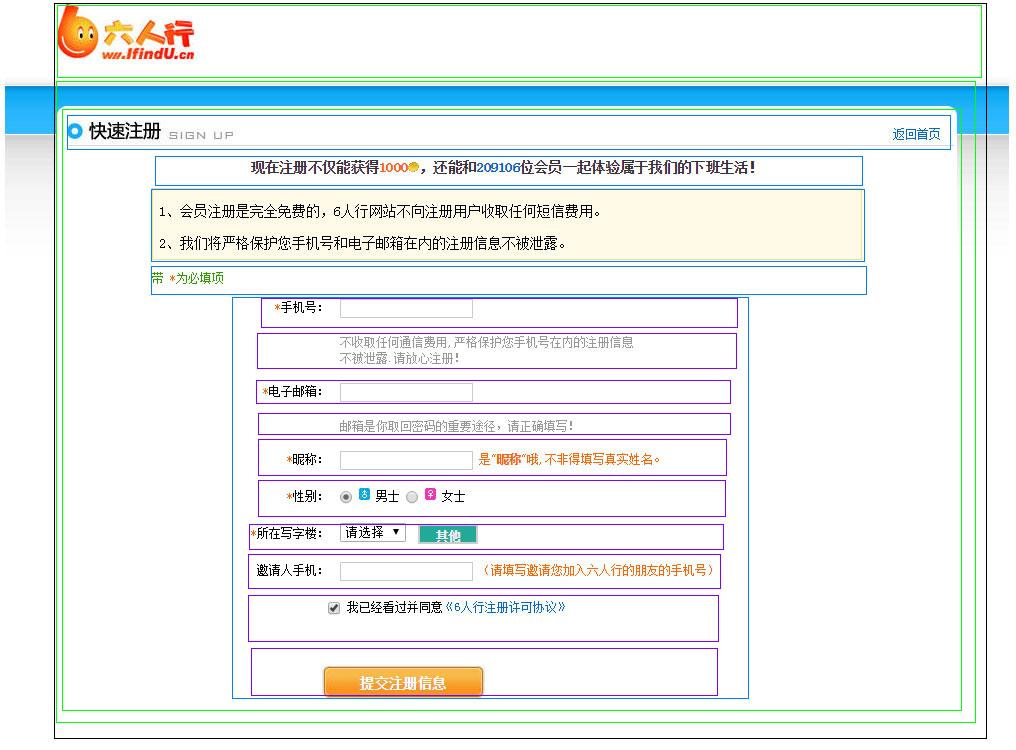 六人行
www.IfindU.cn
快速注册 SIGN UP
返回首页
现在注册不仅能获得1000，还能和209106位会员一起体验属于我们的下班生活！
1、会员注册是完全免费的，6人行网站不向注册用户收取任何短信费用。
2、我们将严格保护您手机号和电子邮箱在内的注册信息不被泄露。
带 *为必填项
*手机号：
不收取任何通信费用,严格保护您手机号在内的注册信息
不被泄露.请放心注册！
*电子邮箱：
邮箱是你取回密码的重要途径，请正确填写！
*昵称： 是“昵称”哦,不非得填写真实姓名。
*性别： 男士 女士
*所在写字楼： 请选择 其他
邀请人手机： （请填写邀请您加入六人行的朋友的手机号）
我已经看过并同意《6人行注册许可协议》
提交注册信息